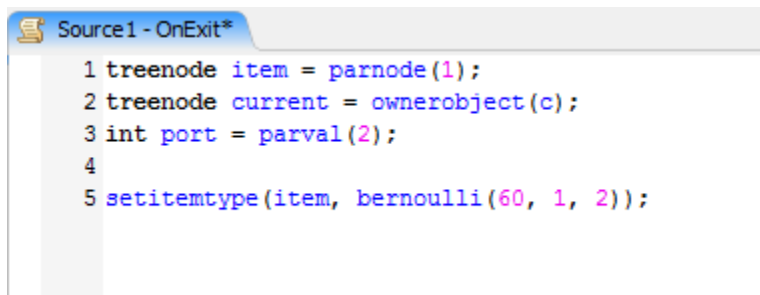 Source1 - OnExit*
1 treenode item = parnode(1);
2 treenode current = ownerobject(c);
3 int port = parval(2);
4
5 setitemtype(item, bernoulli(60, 1, 2));